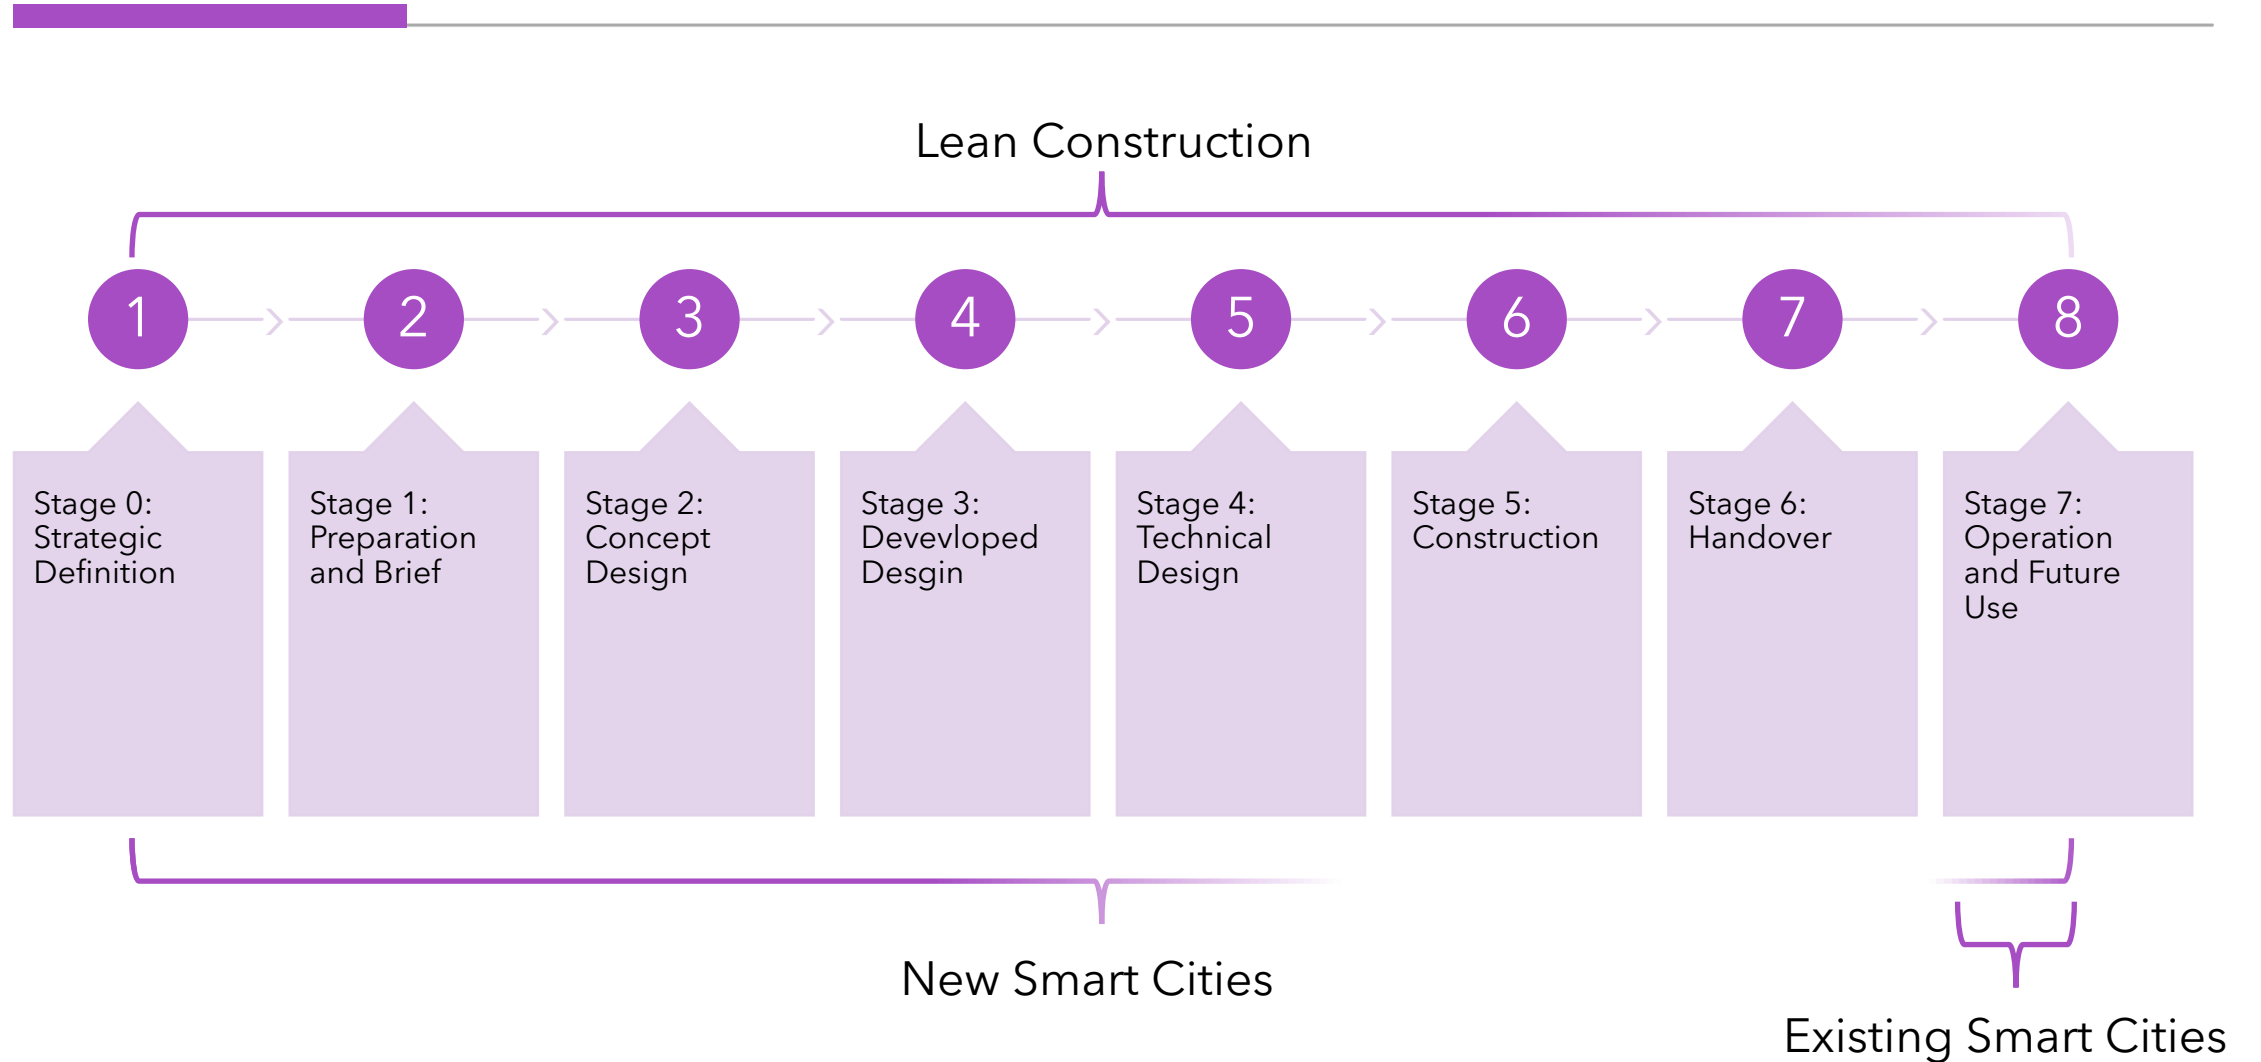 Lean Construction
1
2
3
4
5
6
7
8
Stage 0:
Strategic
Definition
Stage 1:
Preparation
and Brief
Stage 2:
Concept
Design
Stage 3:
Devevloped
Desgin
Stage 4:
Technical
Design
Stage 5:
Construction
Stage 6:
Handover
Stage 7:
Operation
and Future
Use
New Smart Cities
Existing Smart Cities